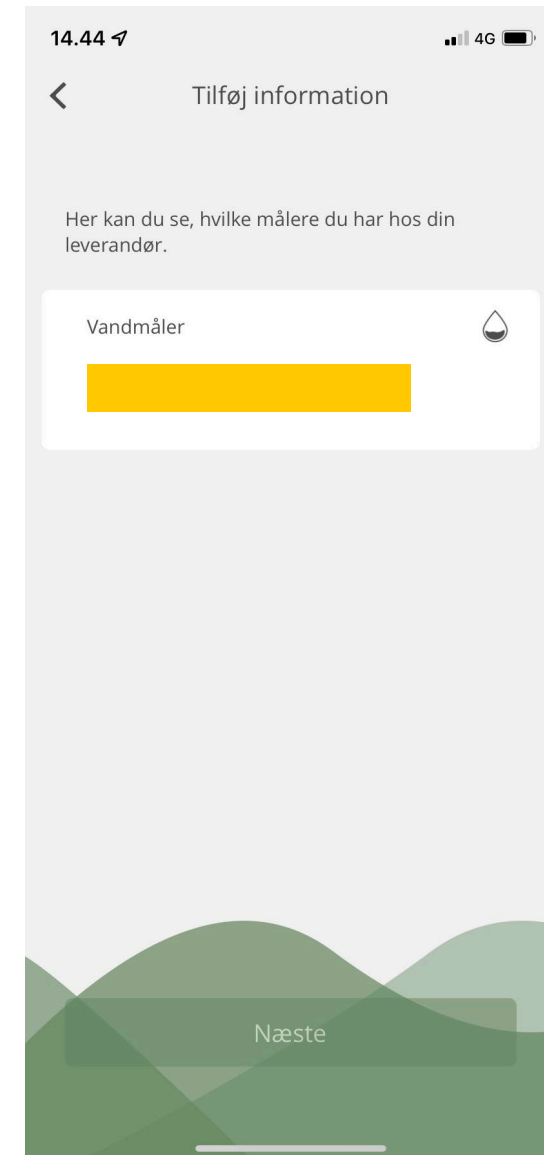 14.44 4G
Tilføj information
Her kan du se, hvilke målere du har hos din
leverandør.
Vandmåler
Næste